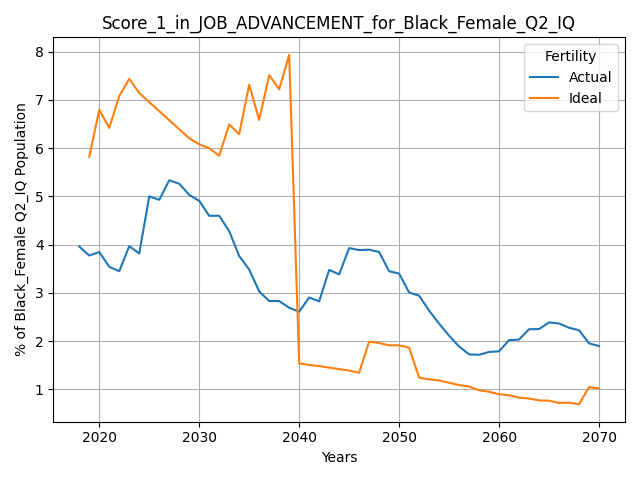 Score_1_in_JOB_ADVANCEMENT_for_Black_Female_Q2_IQ
Fertility
Actual
Ideal
% of Black_Female Q2_IQ Population
8
7
6
5
4
3
2
1
2020 2030 2040 2050 2060 2070
Years